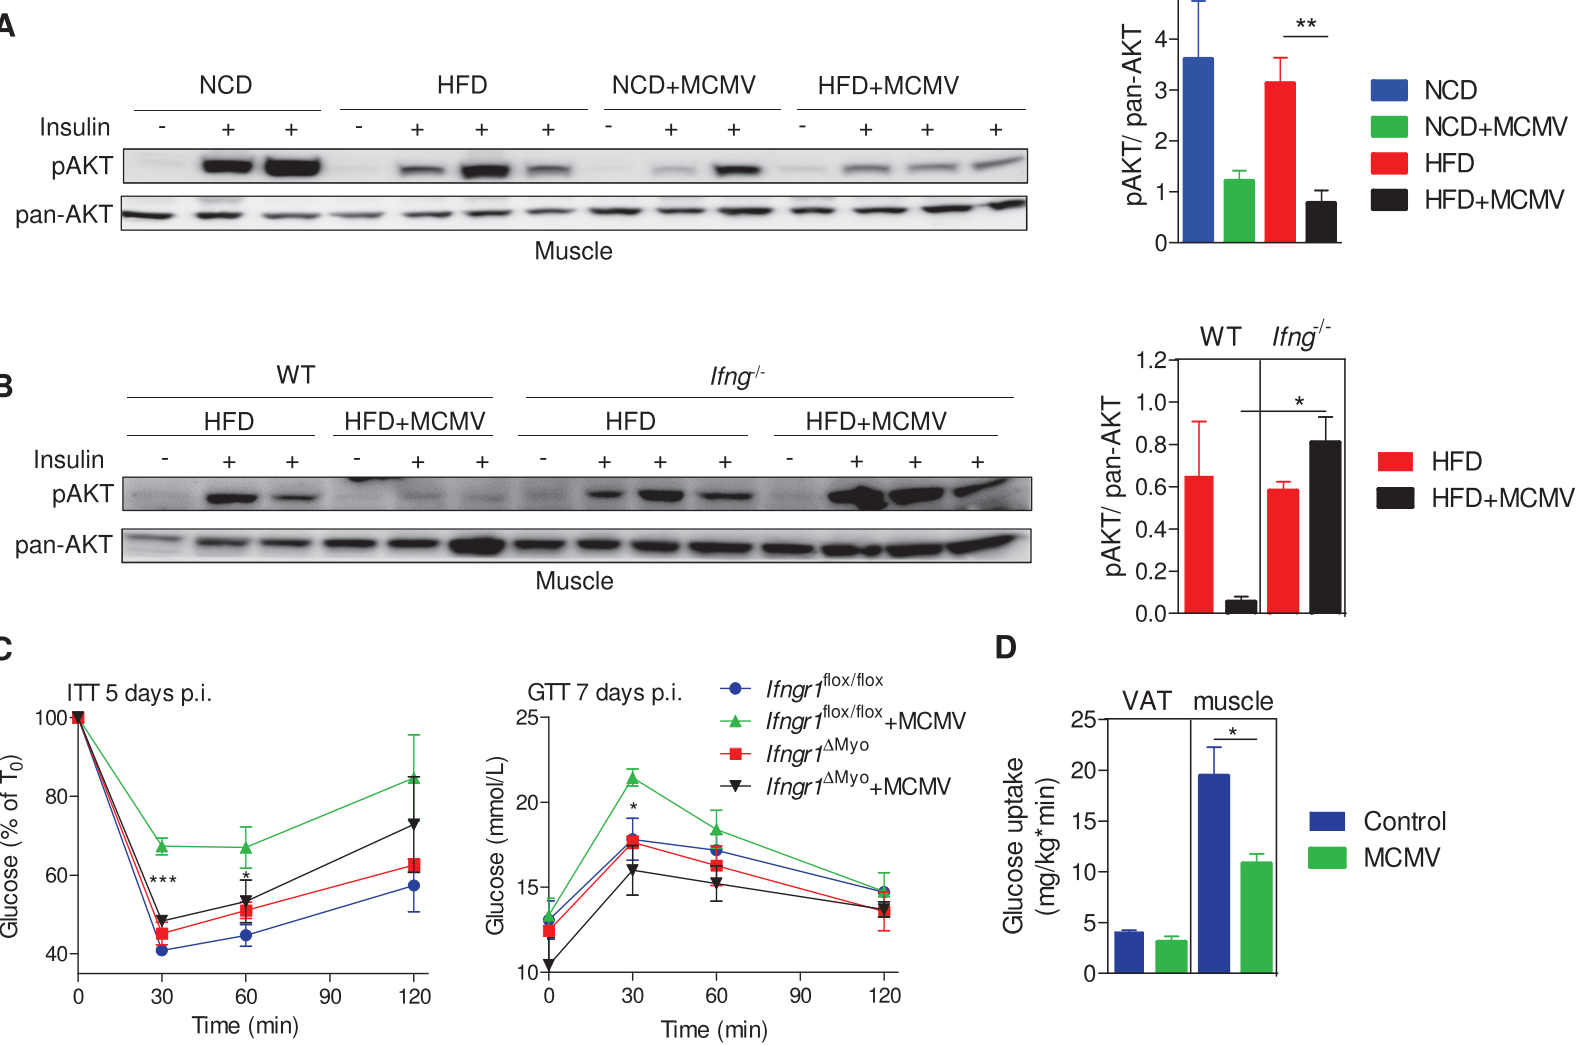 A
NCD HFD NCD+MCMV HFD+MCMV
Insulin - + + - + + + - + + - + + +
pAKT
pan-AKT
Muscle
pAKT/ pan-AKT
4
3
2
1
0
**
NCD
NCD+MCMV
HFD
HFD+MCMV
B
WT Ifng-/-
HFD HFD+MCMV HFD HFD+MCMV
Insulin - + + - + + - + + + - + + +
pAKT
pan-AKT
Muscle
WT Ifng-/-
pAKT/ pan-AKT
1.2
1.0
0.8
0.6
0.4
0.2
0.0
*
HFD
HFD+MCMV
C
ITT 5 days p.i.
Glucose (% of T0)
100
80
60
40
***
*
0 30 60 90 120
Time (min)
GTT 7 days p.i.
Glucose (mmol/L)
25
20
15
10
*
0 30 60 90 120
Time (min)
Ifngr1flox/flox
Ifngr1flox/flox+MCMV
Ifngr1ΔMyo
Ifngr1ΔMyo+MCMV
D
VAT muscle
Glucose uptake
(mg/kg*min)
25
20
15
10
5
0
*
Control
MCMV